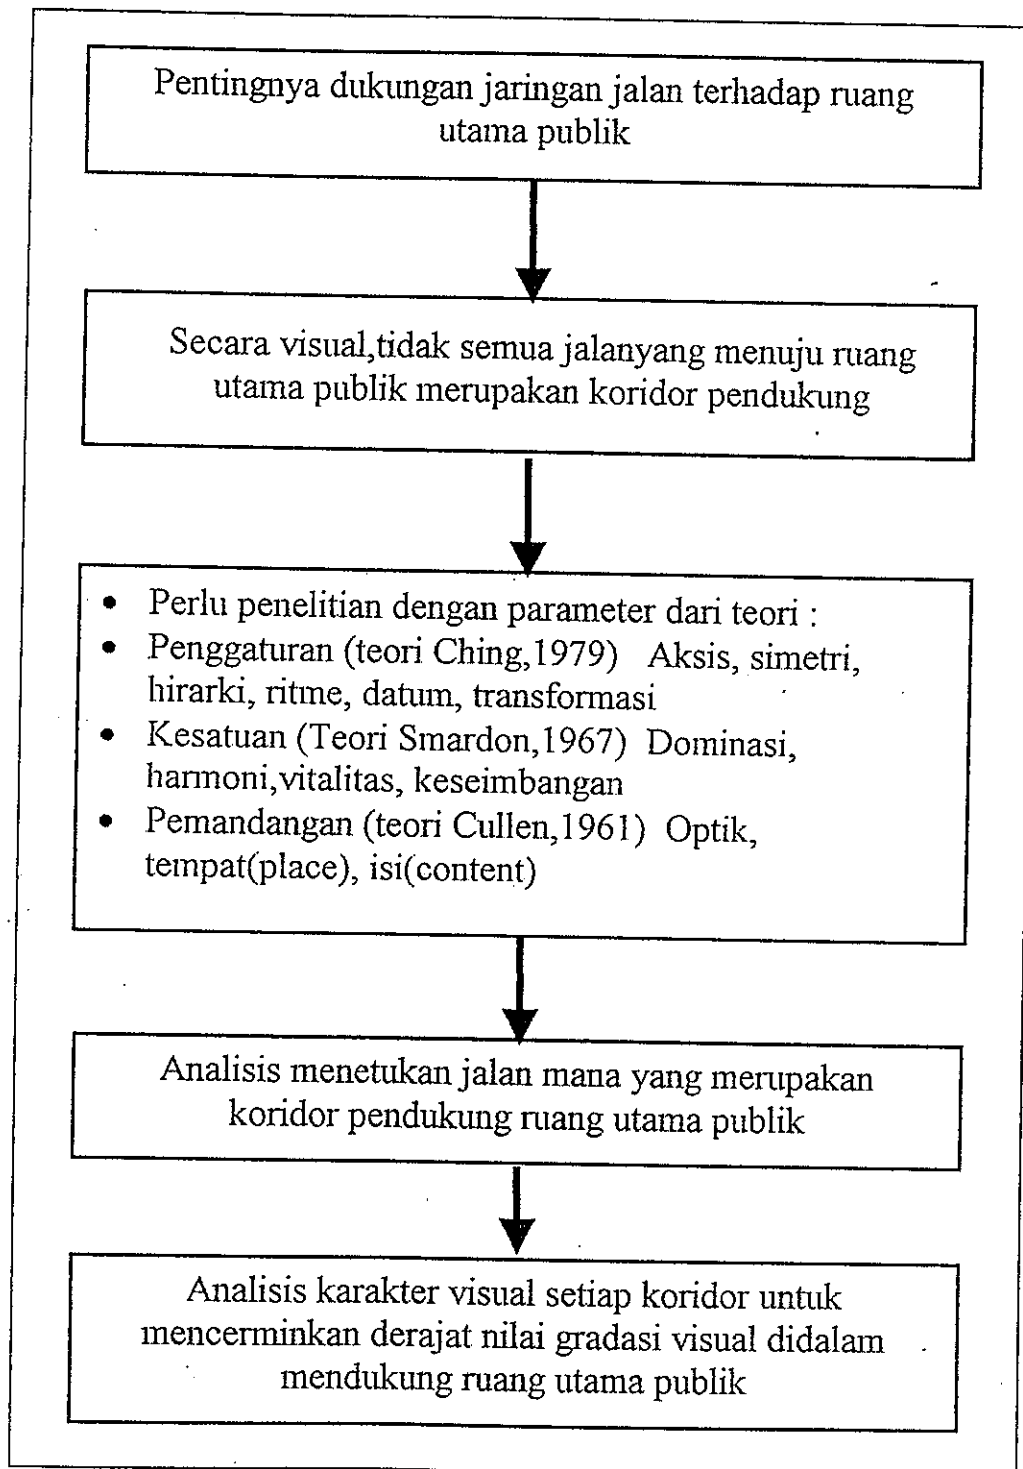 Pentingnya dukungan jaringan jalan terhadap ruang
utama publik
Secara visual,tidak semua jalanyang menuju ruang
utama publik merupakan koridor pendukung
• Perlu penelitian dengan parameter dari teori :
• Penggaturan (teori Ching,1979) Aksis, simetri,
hirarki, ritme, datum, transformasi
• Kesatuan (Teori Smardon,1967) Dominasi,
harmoni,vitalitas, keseimbangan
• Pemandangan (teori Cullen,1961) Optik,
tempat(place), isi(content)
Analisis menetukan jalan mana yang merupakan
koridor pendukung ruang utama publik
Analisis karakter visual setiap koridor untuk
mencerminkan derajat nilai gradasi visual didalam
mendukung ruang utama publik